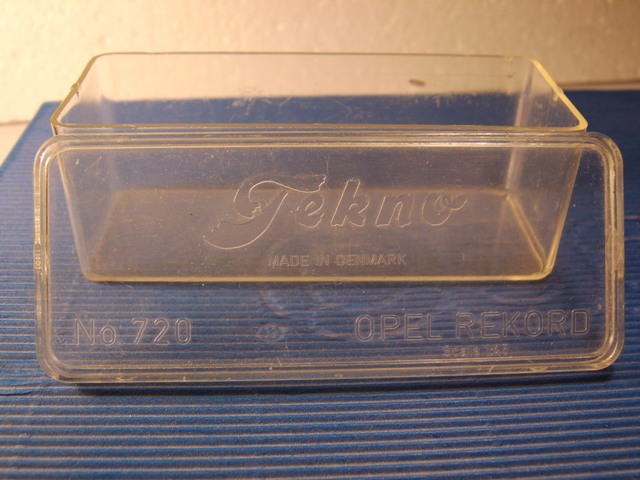 Tekno
MADE IN DENMARK
No. 720
OPEL REKORD